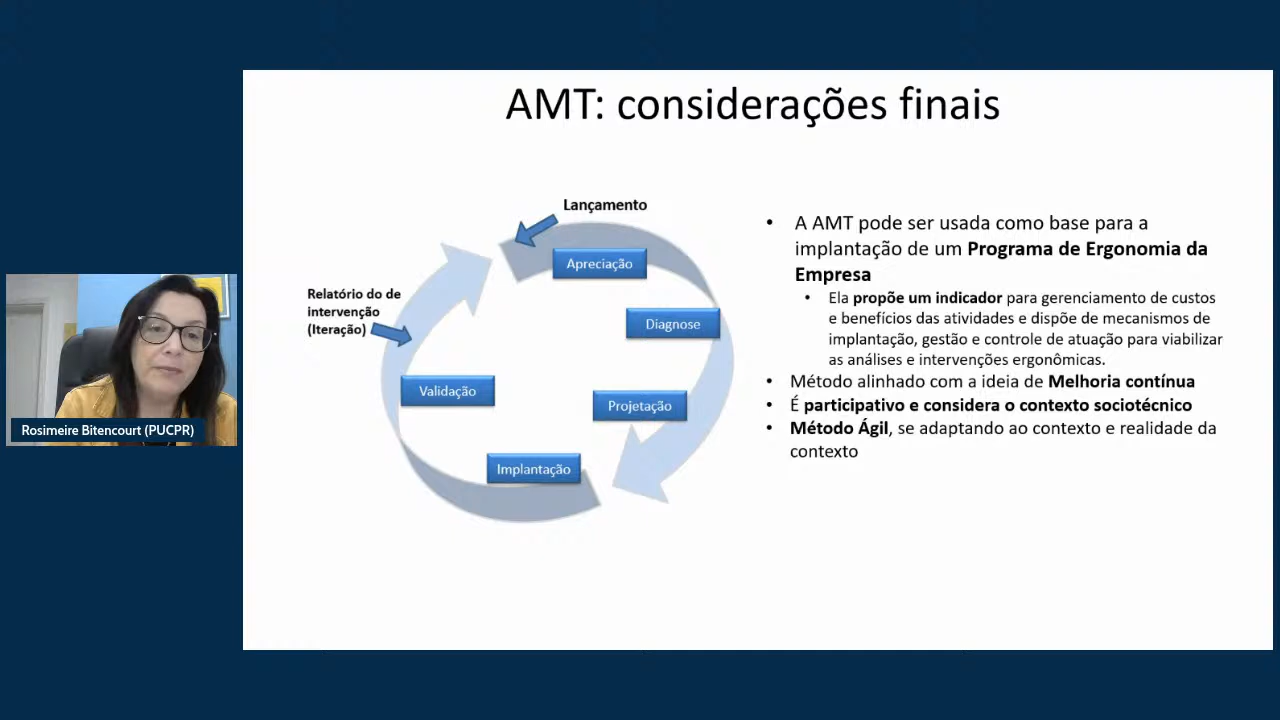 AMT: considerações finais
Lançamento
Apreciação
Diagnose
Projetação
Implantação
Validação
Relatório do de
intervenção
(Iteração)
• A AMT pode ser usada como base para a
implantação de um Programa de Ergonomia da
Empresa
• Ela propõe um indicador para gerenciamento de custos
e benefícios das atividades e dispõe de mecanismos de
implantação, gestão e controle de atuação para viabilizar
as análises e intervenções ergonômicas.
• Método alinhado com a ideia de Melhoria contínua
• É participativo e considera o contexto sociotécnico
• Método Ágil, se adaptando ao contexto e realidade da
contexto
Rosimeire Bitencourt (PUCPR)